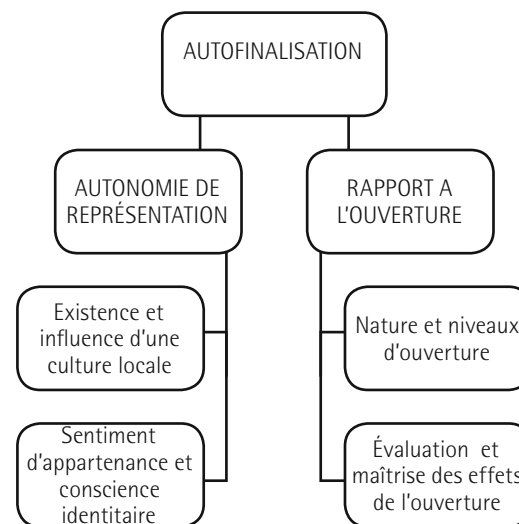 AUTOFINALISATION
AUTONOMIE DE
REPRÉSENTATION
RAPPORT A
L'OUVERTURE
Existence et
influence d'une
culture locale
Nature et niveaux
d'ouverture
Sentiment
d'appartenance et
conscience
identitaire
Évaluation et
maîtrise des effets
de l'ouverture